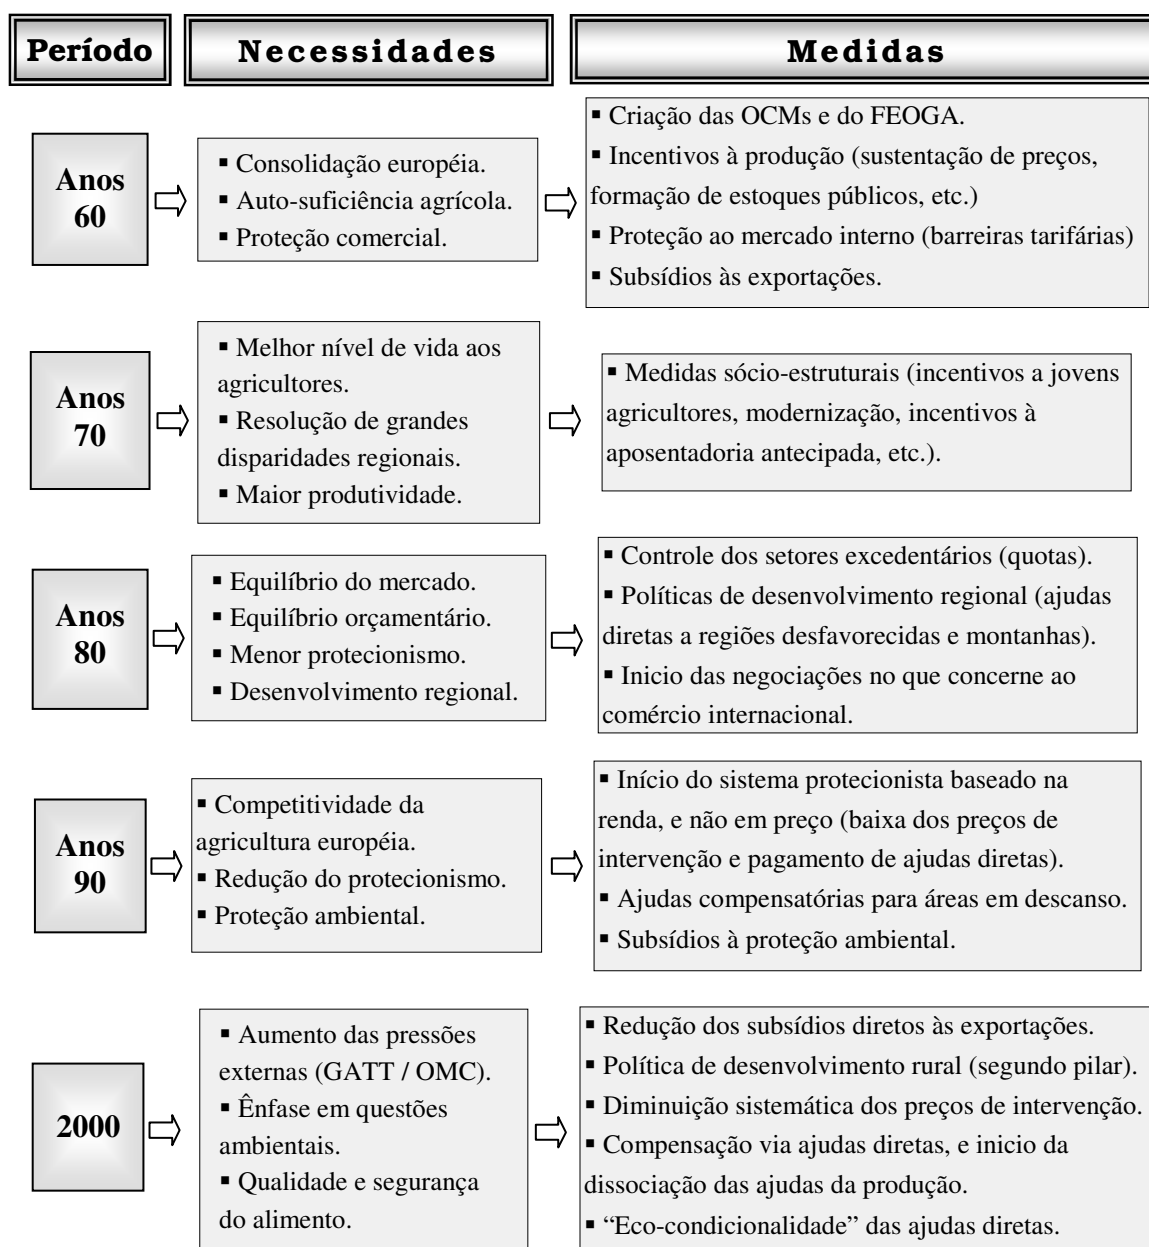 Período
Necessidades
Medidas
Anos
60
▪ Consolidação européia.
▪ Auto-suficiência agrícola.
▪ Proteção comercial.
▪ Criação das OCMs e do FEOGA.
▪ Incentivos à produção (sustentação de preços,
formação de estoques públicos, etc.)
▪ Proteção ao mercado interno (barreiras tarifárias)
▪ Subsídios às exportações.
Anos
70
▪ Melhor nível de vida aos
agricultores.
▪ Resolução de grandes
disparidades regionais.
▪ Maior produtividade.
▪ Medidas sócio-estruturais (incentivos a jovens
agricultores, modernização, incentivos à
aposentadoria antecipada, etc.).
Anos
80
▪ Equilíbrio do mercado.
▪ Equilíbrio orçamentário.
▪ Menor protecionismo.
▪ Desenvolvimento regional.
▪ Controle dos setores excedentários (quotas).
▪ Políticas de desenvolvimento regional (ajudas
diretas a regiões desfavorecidas e montanhas).
▪ Inicio das negociações no que concerne ao
comércio internacional.
Anos
90
▪ Competitividade da
agricultura européia.
▪ Redução do protecionismo.
▪ Proteção ambiental.
▪ Início do sistema protecionista baseado na
renda, e não em preço (baixa dos preços de
intervenção e pagamento de ajudas diretas).
▪ Ajudas compensatórias para áreas em descanso.
▪ Subsídios à proteção ambiental.
2000
▪ Aumento das pressões
externas (GATT / OMC).
▪ Ênfase em questões
ambientais.
▪ Qualidade e segurança
do alimento.
▪ Redução dos subsídios diretos às exportações.
▪ Política de desenvolvimento rural (segundo pilar).
▪ Diminuição sistemática dos preços de intervenção.
▪ Compensação via ajudas diretas, e inicio da
dissociação das ajudas da produção.
▪ “Eco-condicionalidade” das ajudas diretas.